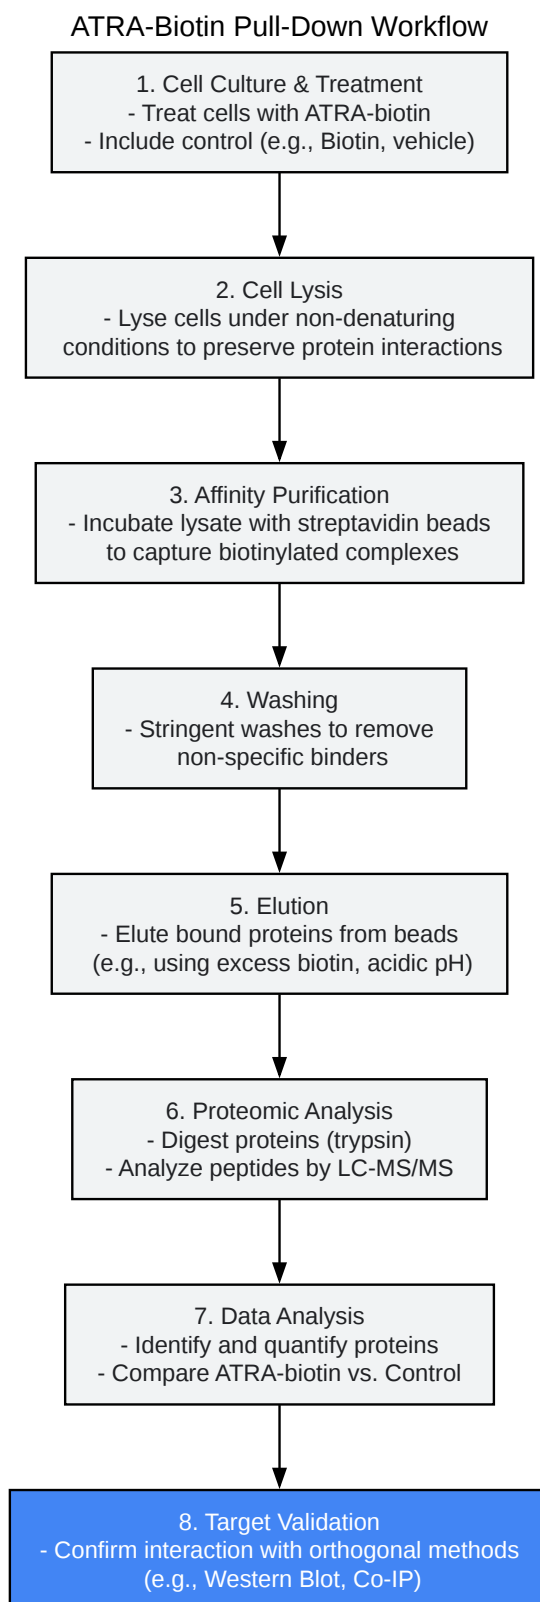 ATRA-Biotin Pull-Down Workflow
1. Cell Culture & Treatment
- Treat cells with ATRA-biotin
- Include control (e.g., Biotin, vehicle)
2. Cell Lysis
- Lyse cells under non-denaturing
conditions to preserve protein interactions
3. Affinity Purification
- Incubate lysate with streptavidin beads
to capture biotinylated complexes
4. Washing
- Stringent washes to remove
non-specific binders
5. Elution
- Elute bound proteins from beads
(e.g., using excess biotin, acidic pH)
6. Proteomic Analysis
- Digest proteins (trypsin)
- Analyze peptides by LC-MS/MS
7. Data Analysis
- Identify and quantify proteins
- Compare ATRA-biotin vs. Control
8. Target Validation
- Confirm interaction with orthogonal methods
(e.g., Western Blot, Co-IP)